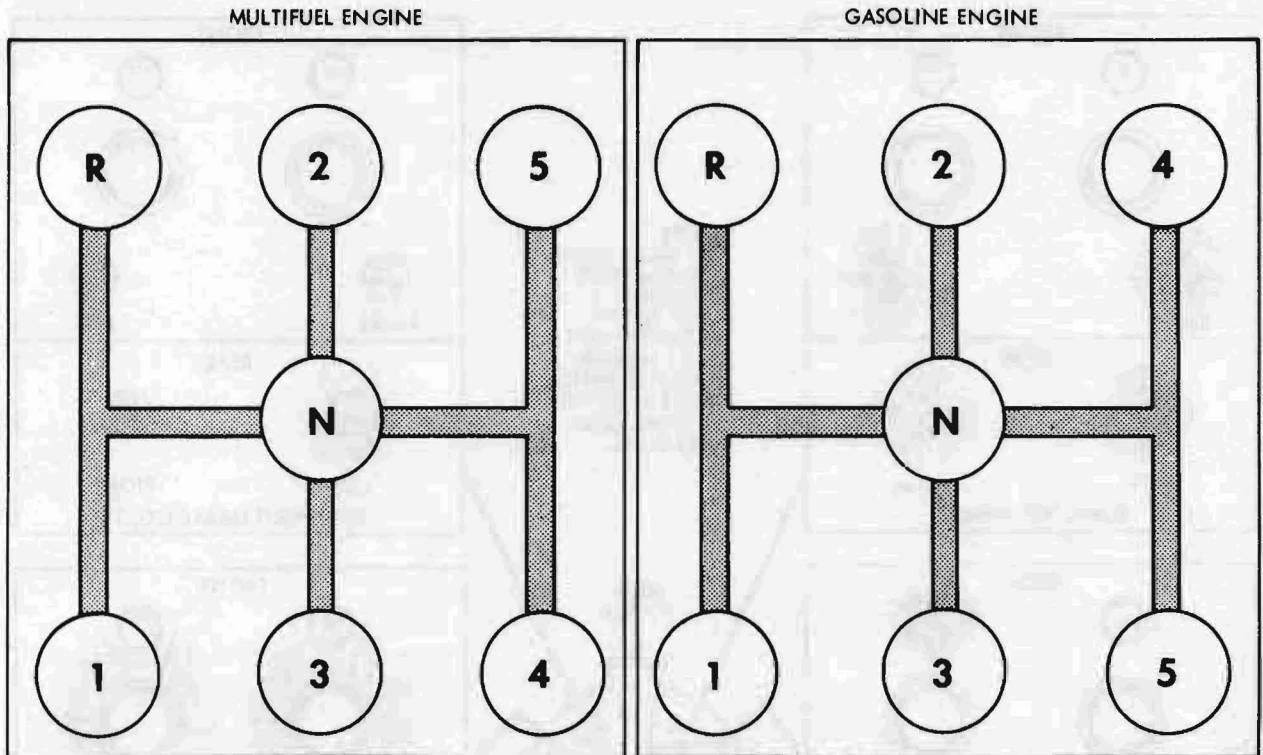 MULTIFUEL ENGINE
GASOLINE ENGINE
R 2 5
N
1 3 4
R 2 4
N
1 3 5